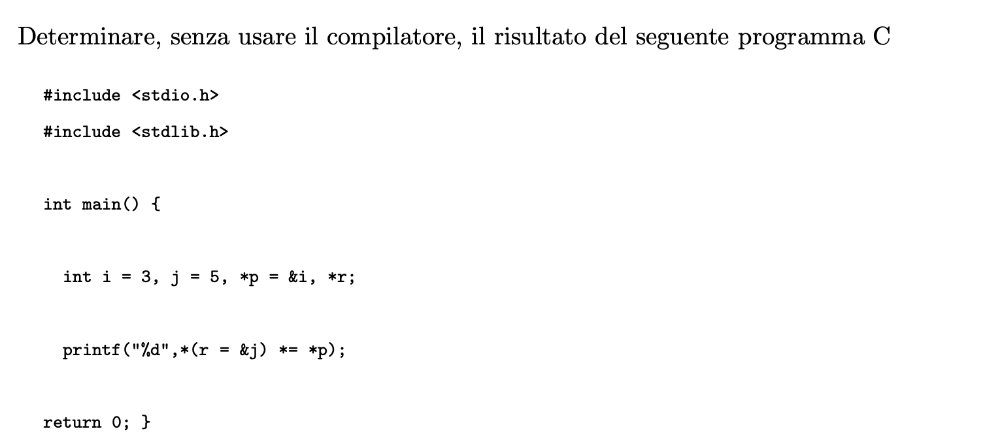 Determinare, senza usare il compilatore, il risultato del seguente programma C
#include <stdio.h>
#include <stdlib.h>
int main() {
int i = 3, j = 5, *p = &i, *r;
printf("%d",*(r = &j) *= *p);
return 0; }